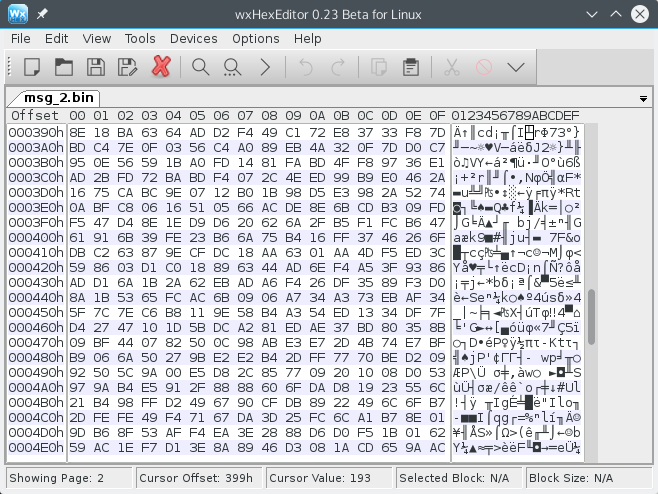 wxHexEditor 0.23 Beta for Linux
File Edit View Tools Devices Options Help
msg_2.bin
Offset 00 01 02 03 04 05 06 07 08 09 0A 0B 0C 0D 0E 0F 0123456789ABCDEF
000390h 8E 18 BA 63 64 AD D2 F4 49 C1 72 E8 37 33 F8 7D Ä↑║cd¡╥⌠I┴rΦ73°}
0003A0h BD C4 7E 0F 03 56 C4 A0 89 EB 4A 32 0F 7D D0 C7
0003B0h 95 0E 56 59 1B A0 FD 14 81 FA BD 4F F8 97 36 E1
0003C0h AD 2B FD 72 BA BD F4 07 2C 4E ED 99 B9 E0 46 2A
0003D0h 16 75 CA BC 9E 07 12 B0 1B 98 D5 E3 98 2A 52 74
0003E0h 0A BF C8 06 16 51 05 66 AC DE 8E 6B CD B3 09 FD
0003F0h F5 47 D4 8E 1E D9 D6 20 62 6A 2F B5 F1 FC B6 47
000400h 61 91 6B 39 FE 23 B6 6A 75 B4 16 FF 37 46 26 6F
000410h DB C2 63 87 9E CF DC 18 AA 63 01 AA 4D F5 ED 3C
000420h 59 86 03 D1 C0 18 89 63 44 AD 6E F4 A5 3F 93 86
000430h AD D1 6A 1B 2A 62 EB AD A6 F4 26 DF 35 89 F3 D0
000440h 8A 1B 53 65 FC AC 6B 09 06 A7 34 A3 73 EB AF 34
000450h 5F 7C 7E C6 B8 11 9E 58 B4 A3 54 ED 13 34 DF 7F
000460h D4 27 47 10 1D 5B DC A2 81 ED AE 37 BD 80 35 8B
000470h 09 BF 44 07 82 50 0C 98 AB E3 E7 2D 4B 74 E7 BF
000480h B9 06 6A 50 27 9B E2 E2 B4 2D FF 77 70 BE D2 09
000490h 92 50 5C 9A 00 E5 D8 2C 85 77 09 20 10 08 D0 53
0004A0h 97 9A B4 E5 91 2F 88 88 60 6F DA D8 19 23 55 6C
0004B0h 21 B4 98 FF D2 49 67 90 CF DB 89 22 49 6C 6F B7
0004C0h 2D FE FE 49 F4 71 67 DA 3D 25 FC 6C A1 B7 8E 01
0004D0h 9D B6 8F 53 AF F4 EA 3E 28 88 D6 D0 F5 1B 01 62
0004E0h 59 AC 1E F7 D1 3E 8A 89 46 D3 08 1A CD 65 9A AC
Showing Page: 2 Cursor Offset: 399h Cursor Value: 193 Selected Block: N/A Block Size: N/A